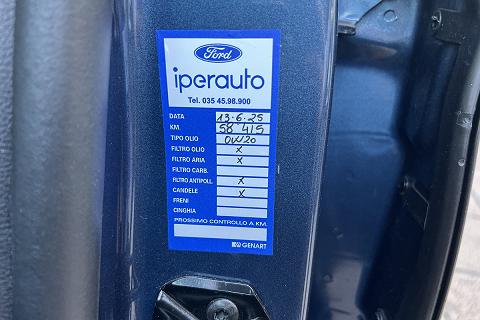 Ford
iperauto
Tel. 035 45.98.900
DATA 13-6-25
KM. 58 415
TIPO OLIO 0W20
FILTRO OLIO X
FILTRO ARIA X
FILTRO CARB.
FILTRO ANTIPOLL. X
CANDELE X
FRENI
CINGHIA
PROSSIMO CONTROLLO A KM.
GENART